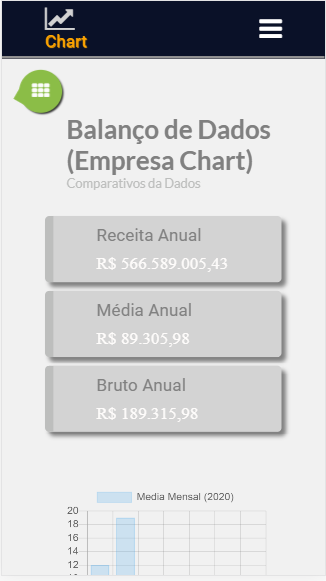 Chart
Balanço de Dados
(Empresa Chart)
Comparativos da Dados
Receita Anual
R$ 566.589.005,43
Média Anual
R$ 89.305,98
Bruto Anual
R$ 189.315,98
Media Mensal (2020)
20
18
16
14
12